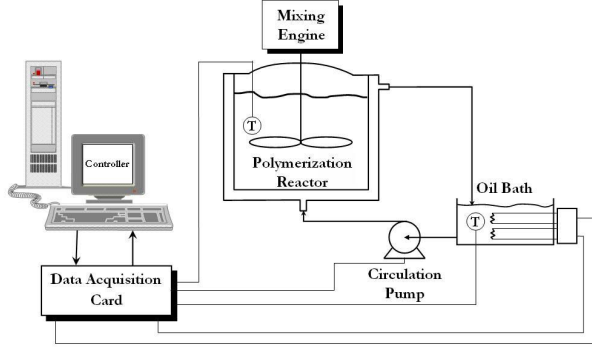 Mixing
Engine
T
Controller
Polymerization
Reactor
Oil Bath
T
Data Acquisition
Card
Circulation
Pump